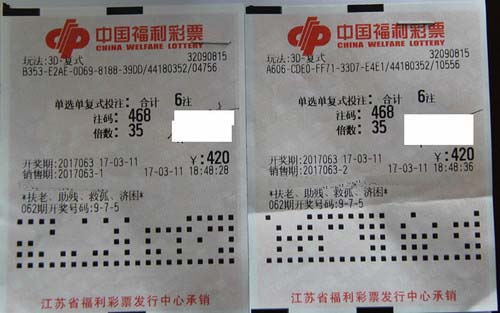 中国福利彩票
CHINA WELFARE LOTTERY
玩法:3D-复式 32090815
B353-E2AE-0D69-8188-39DD/44180352/04756
单选单复式投注: 合计 6注
注码: 468
倍数: 35
¥:420
开奖期:2017063 17-03-11
销售期:2017063-1 17-03-11 18:48:28
*扶老、助残、救孤、济困*
062期开奖号码:9-7-5
江苏省福利彩票发行中心承销
中国福利彩票
CHINA WELFARE LOTTERY
玩法:3D-复式 32090815
A606-CDE0-FF71-33D7-E4E1/44180352/10556
单选单复式投注: 合计 6注
注码: 468
倍数: 35
¥:420
开奖期:2017063 17-03-11
销售期:2017063-2 17-03-11 18:48:36
*扶老、助残、救孤、济困*
062期开奖号码:9-7-5
江苏省福利彩票发行中心承销